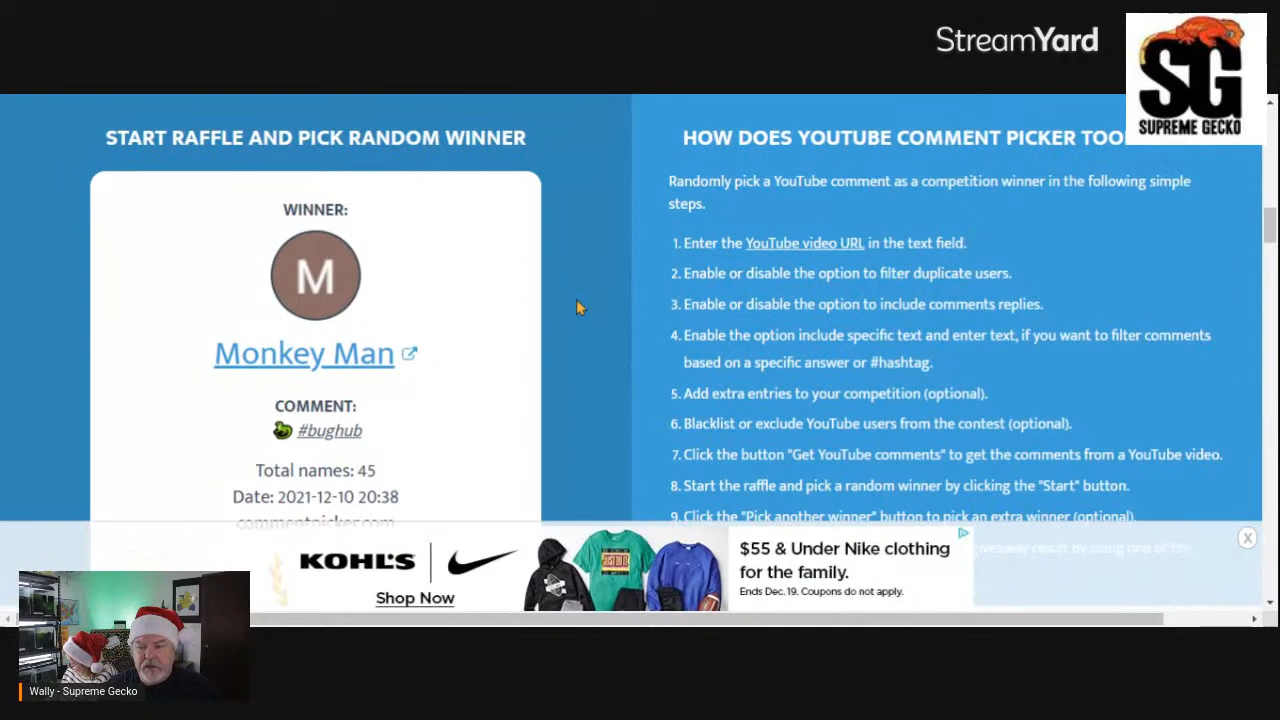 StreamYard
SG
SUPREME GECKO
START RAFFLE AND PICK RANDOM WINNER
WINNER:
M
Monkey Man
COMMENT:
#bughub
Total names: 45
Date: 2021-12-10 20:38
commentpicker.com
HOW DOES YOUTUBE COMMENT PICKER TOO
Randomly pick a YouTube comment as a competition winner in the following simple
steps.
1. Enter the YouTube video URL in the text field.
2. Enable or disable the option to filter duplicate users.
3. Enable or disable the option to include comments replies.
4. Enable the option include specific text and enter text, if you want to filter comments
based on a specific answer or #hashtag.
5. Add extra entries to your competition (optional).
6. Blacklist or exclude YouTube users from the contest (optional).
7. Click the button "Get YouTube comments" to get the comments from a YouTube video.
8. Start the raffle and pick a random winner by clicking the "Start" button.
9. Click the "Pick another winner" button to pick an extra winner (optional).
giveaway result by using one of the
KOHL'S
Shop Now
$55 & Under Nike clothing
for the family.
Ends Dec. 19. Coupons do not apply.
X
Wally - Supreme Gecko